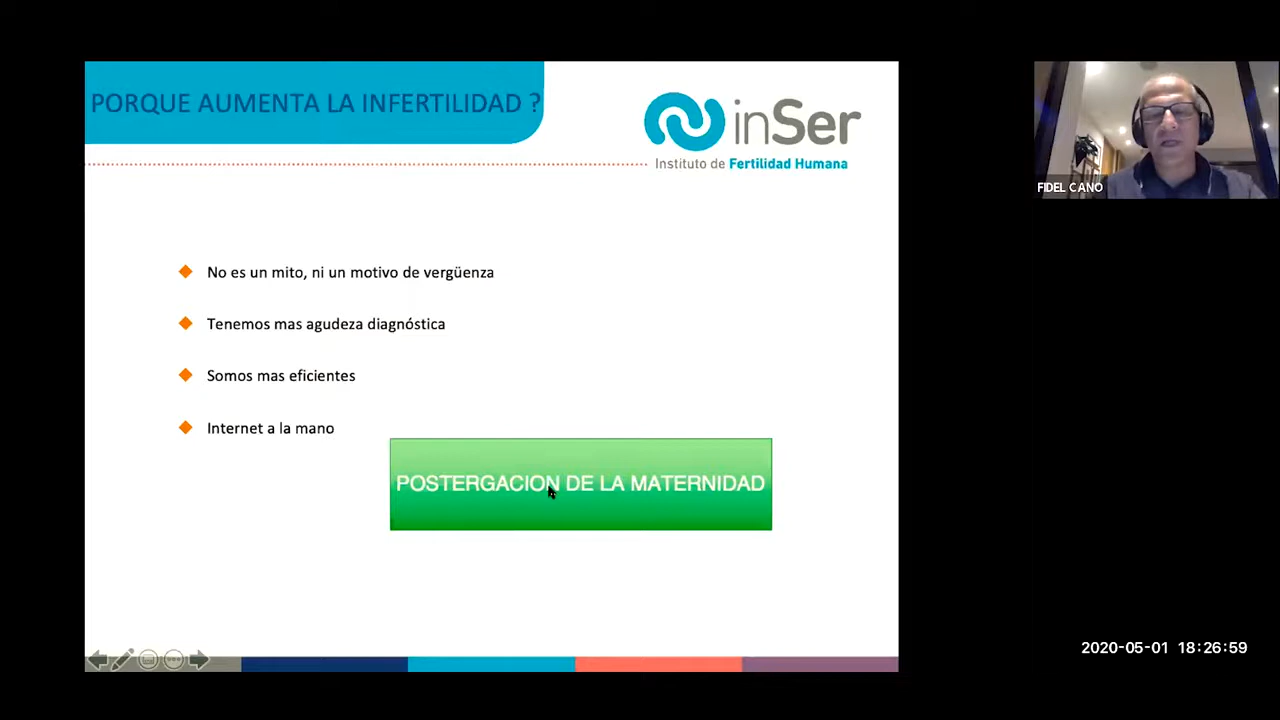 PORQUE AUMENTA LA INFERTILIDAD ?
inSer
Instituto de Fertilidad Humana
FIDEL CANO
No es un mito, ni un motivo de vergüenza
Tenemos mas agudeza diagnóstica
Somos mas eficientes
Internet a la mano
POSTERGACION DE LA MATERNIDAD
2020-05-01 18:26:59